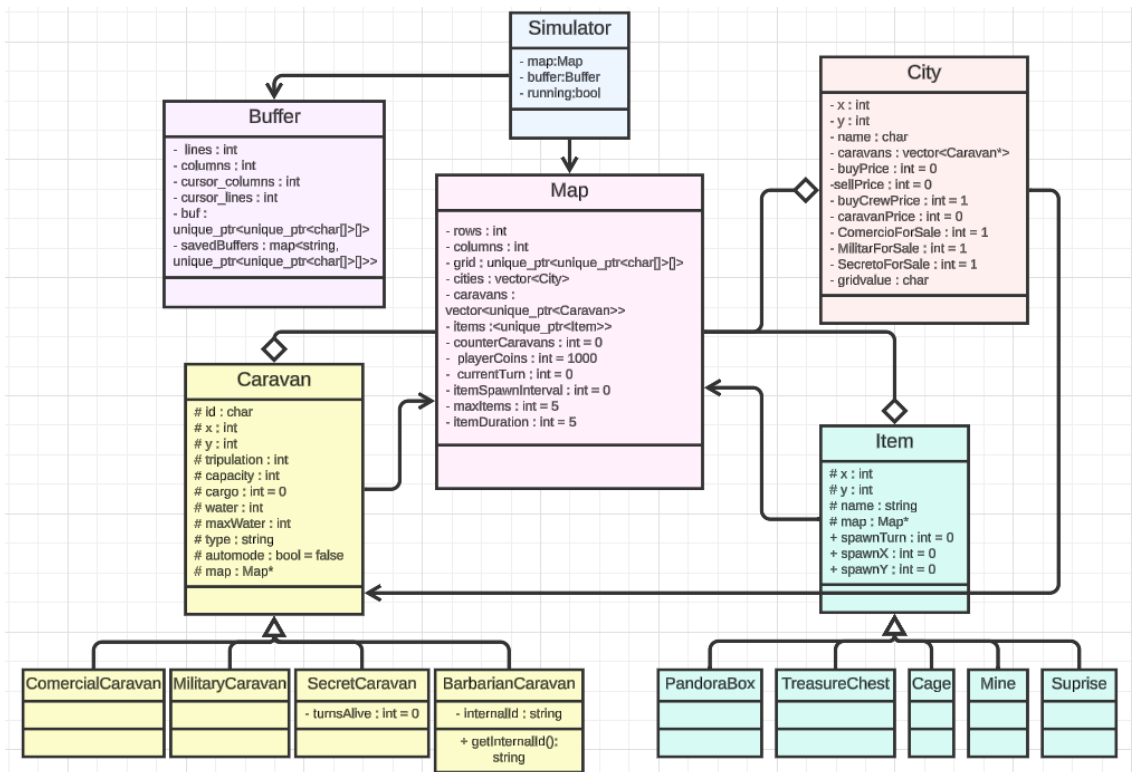 Simulator
- map:Map
- buffer:Buffer
- running:bool
City
- x : int
- y : int
- name : char
- caravans : vector<Caravan*>
- buyPrice : int = 0
-sellPrice : int = 0
- buyCrewPrice : int = 1
- caravanPrice : int = 0
- ComercioForSale : int = 1
- MilitarForSale : int = 1
- SecretoForSale : int = 1
- gridvalue : char
Buffer
- lines : int
- columns : int
- cursor_columns : int
- cursor_lines : int
- buf :
unique_ptr<unique_ptr<char[]>[]>
- savedBuffers : map<string,
unique_ptr<unique_ptr<char[]>[]>>
Map
- rows : int
- columns : int
- grid : unique_ptr<unique_ptr<char[]>[]>
- cities : vector<City>
- caravans :
vector<unique_ptr<Caravan>>
- items :<unique_ptr<Item>>
- counterCaravans : int = 0
- playerCoins : int = 1000
- currentTurn : int = 0
- itemSpawnInterval : int = 0
- maxItems : int = 5
- itemDuration : int = 5
Caravan
# id : char
# x : int
# y : int
# tripulation : int
# capacity : int
# cargo : int = 0
# water : int
# maxWater : int
# type : string
# automode : bool = false
# map : Map*
Item
# x : int
# y : int
# name : string
# map : Map*
+ spawnTurn : int = 0
+ spawnX : int = 0
+ spawnY : int = 0
ComercialCaravan
MilitaryCaravan
SecretCaravan
- turnsAlive : int = 0
BarbarianCaravan
- internalId : string
+ getInternalId():
string
PandoraBox
TreasureChest
Cage
Mine
Suprise